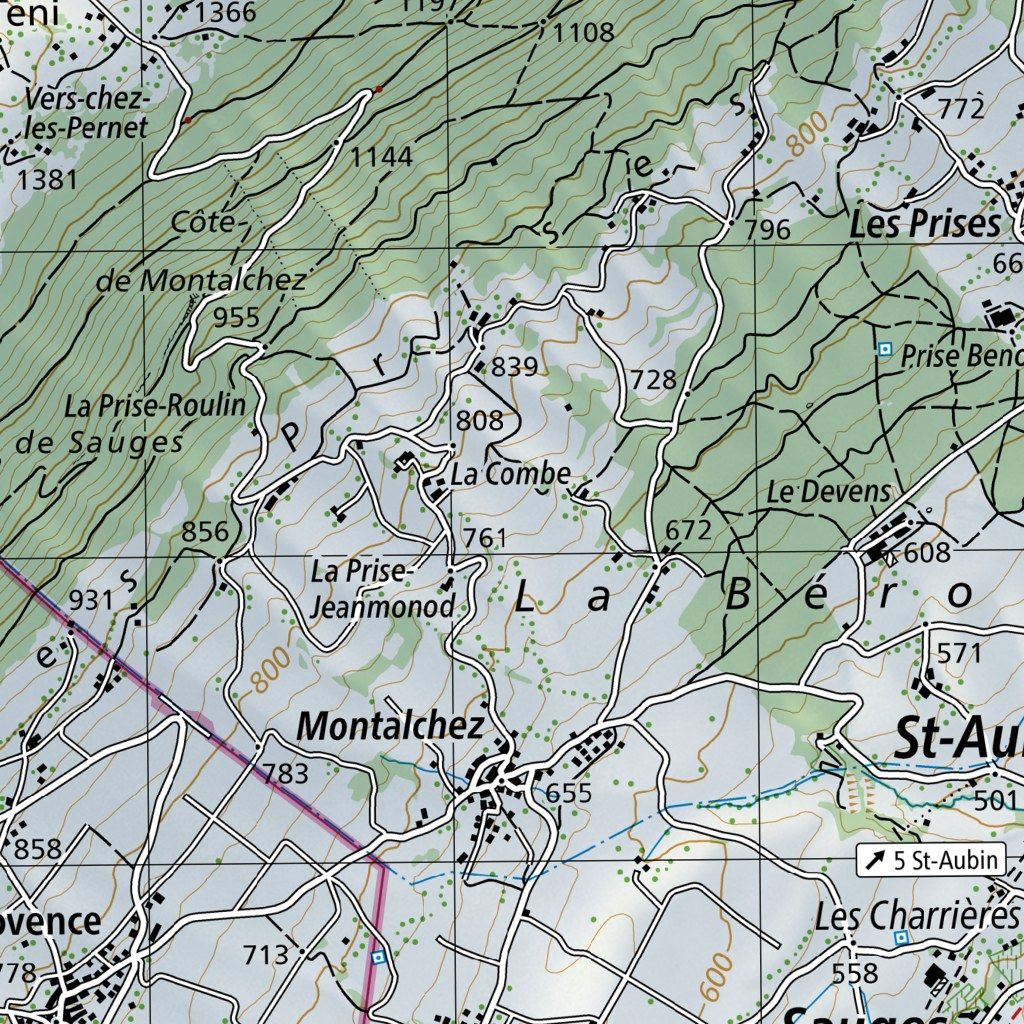 1366
1197
1108
Vers-chez-
les-Pernet
772
800
1144
1381
s
e
Côte-
796
Les Prises
s
de Montalchez
955
Prise
839
r
728
La Prise-Roulin
808
de Sauges
P
La Combe
Le Devens
856
672
761
608
La Prise-
Jeanmonod
La Béro
s
931
e
571
800
Montalchez
St-Au
783
655
501
858
5 St-Aubin
ovence
Les Charrières
713
600
558
778
Sauges